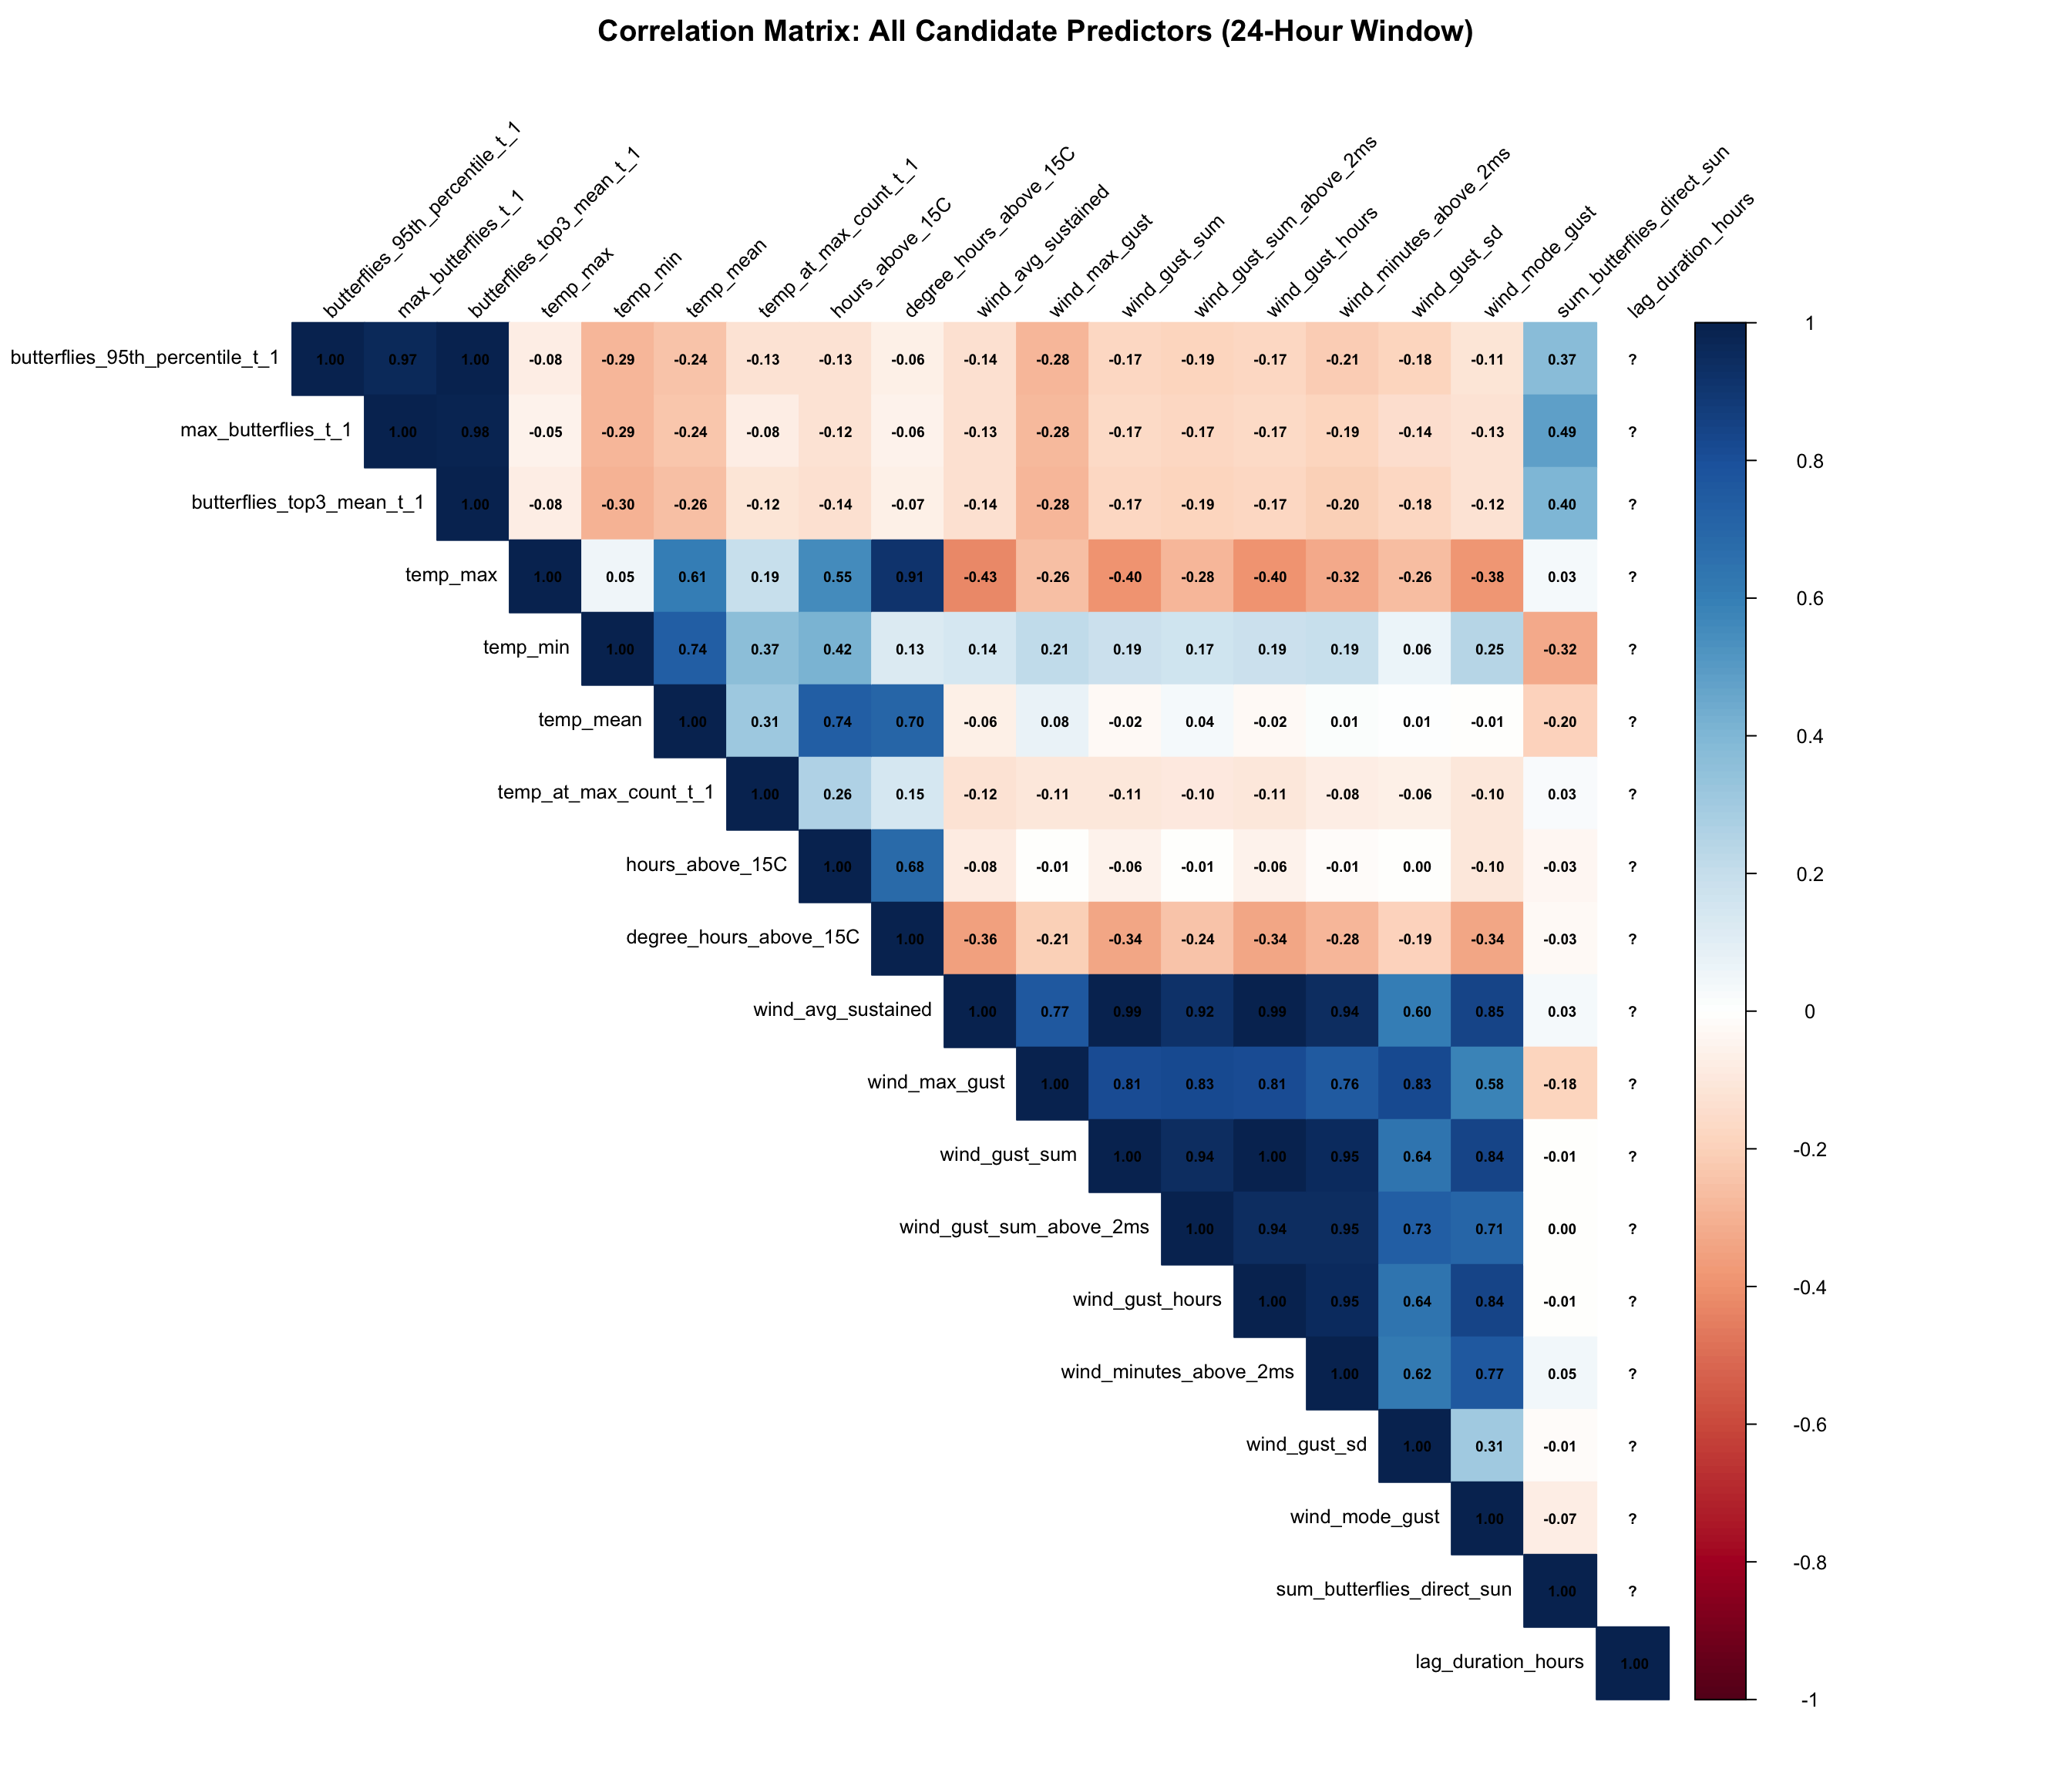 Correlation Matrix: All Candidate Predictors (24-Hour Window)
butterflies_95th_percentile_t_1
max_butterflies_t_1
butterflies_top3_mean_t_1
temp_max
temp_min
temp_mean
temp_at_max_count_t_1
hours_above_15C
degree_hours_above_15C
wind_avg_sustained
wind_max_gust
wind_gust_sum
wind_gust_sum_above_2ms
wind_gust_hours
wind_minutes_above_2ms
wind_gust_sd
wind_mode_gust
sum_butterflies_direct_sun
lag_duration_hours
butterflies_95th_percentile_t_1 1.00 0.97 1.00 -0.08 -0.29 -0.24 -0.13 -0.13 -0.06 -0.14 -0.28 -0.17 -0.19 -0.17 -0.21 -0.18 -0.11 0.37 ?
max_butterflies_t_1 1.00 0.98 -0.05 -0.29 -0.24 -0.08 -0.12 -0.06 -0.13 -0.28 -0.17 -0.17 -0.17 -0.19 -0.14 -0.13 0.49 ?
butterflies_top3_mean_t_1 1.00 -0.08 -0.30 -0.26 -0.12 -0.14 -0.07 -0.14 -0.28 -0.17 -0.19 -0.17 -0.20 -0.18 -0.12 0.40 ?
temp_max 1.00 0.05 0.61 0.19 0.55 0.91 -0.43 -0.26 -0.40 -0.28 -0.40 -0.32 -0.26 -0.38 0.03 ?
temp_min 1.00 0.74 0.37 0.42 0.13 0.14 0.21 0.19 0.17 0.19 0.19 0.06 0.25 -0.32 ?
temp_mean 1.00 0.31 0.74 0.70 -0.06 0.08 -0.02 0.04 -0.02 0.01 0.01 -0.01 -0.20 ?
temp_at_max_count_t_1 1.00 0.26 0.15 -0.12 -0.11 -0.11 -0.10 -0.11 -0.08 -0.06 -0.10 0.03 ?
hours_above_15C 1.00 0.68 -0.08 -0.01 -0.06 -0.01 -0.06 -0.01 0.00 -0.10 -0.03 ?
degree_hours_above_15C 1.00 -0.36 -0.21 -0.34 -0.24 -0.34 -0.28 -0.19 -0.34 -0.03 ?
wind_avg_sustained 1.00 0.77 0.99 0.92 0.99 0.94 0.60 0.85 0.03 ?
wind_max_gust 1.00 0.81 0.83 0.81 0.76 0.83 0.58 -0.18 ?
wind_gust_sum 1.00 0.94 1.00 0.95 0.64 0.84 -0.01 ?
wind_gust_sum_above_2ms 1.00 0.94 0.95 0.73 0.71 0.00 ?
wind_gust_hours 1.00 0.95 0.64 0.84 -0.01 ?
wind_minutes_above_2ms 1.00 0.62 0.77 0.05 ?
wind_gust_sd 1.00 0.31 -0.01 ?
wind_mode_gust 1.00 -0.07 ?
sum_butterflies_direct_sun 1.00 ?
lag_duration_hours 1.00
1
0.8
0.6
0.4
0.2
0
-0.2
-0.4
-0.6
-0.8
-1